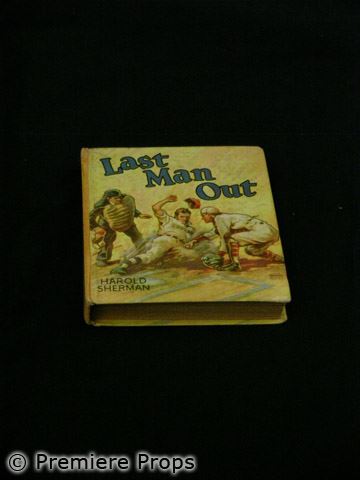 Last
Man
Out
HAROLD
SHERMAN
© Premiere Props